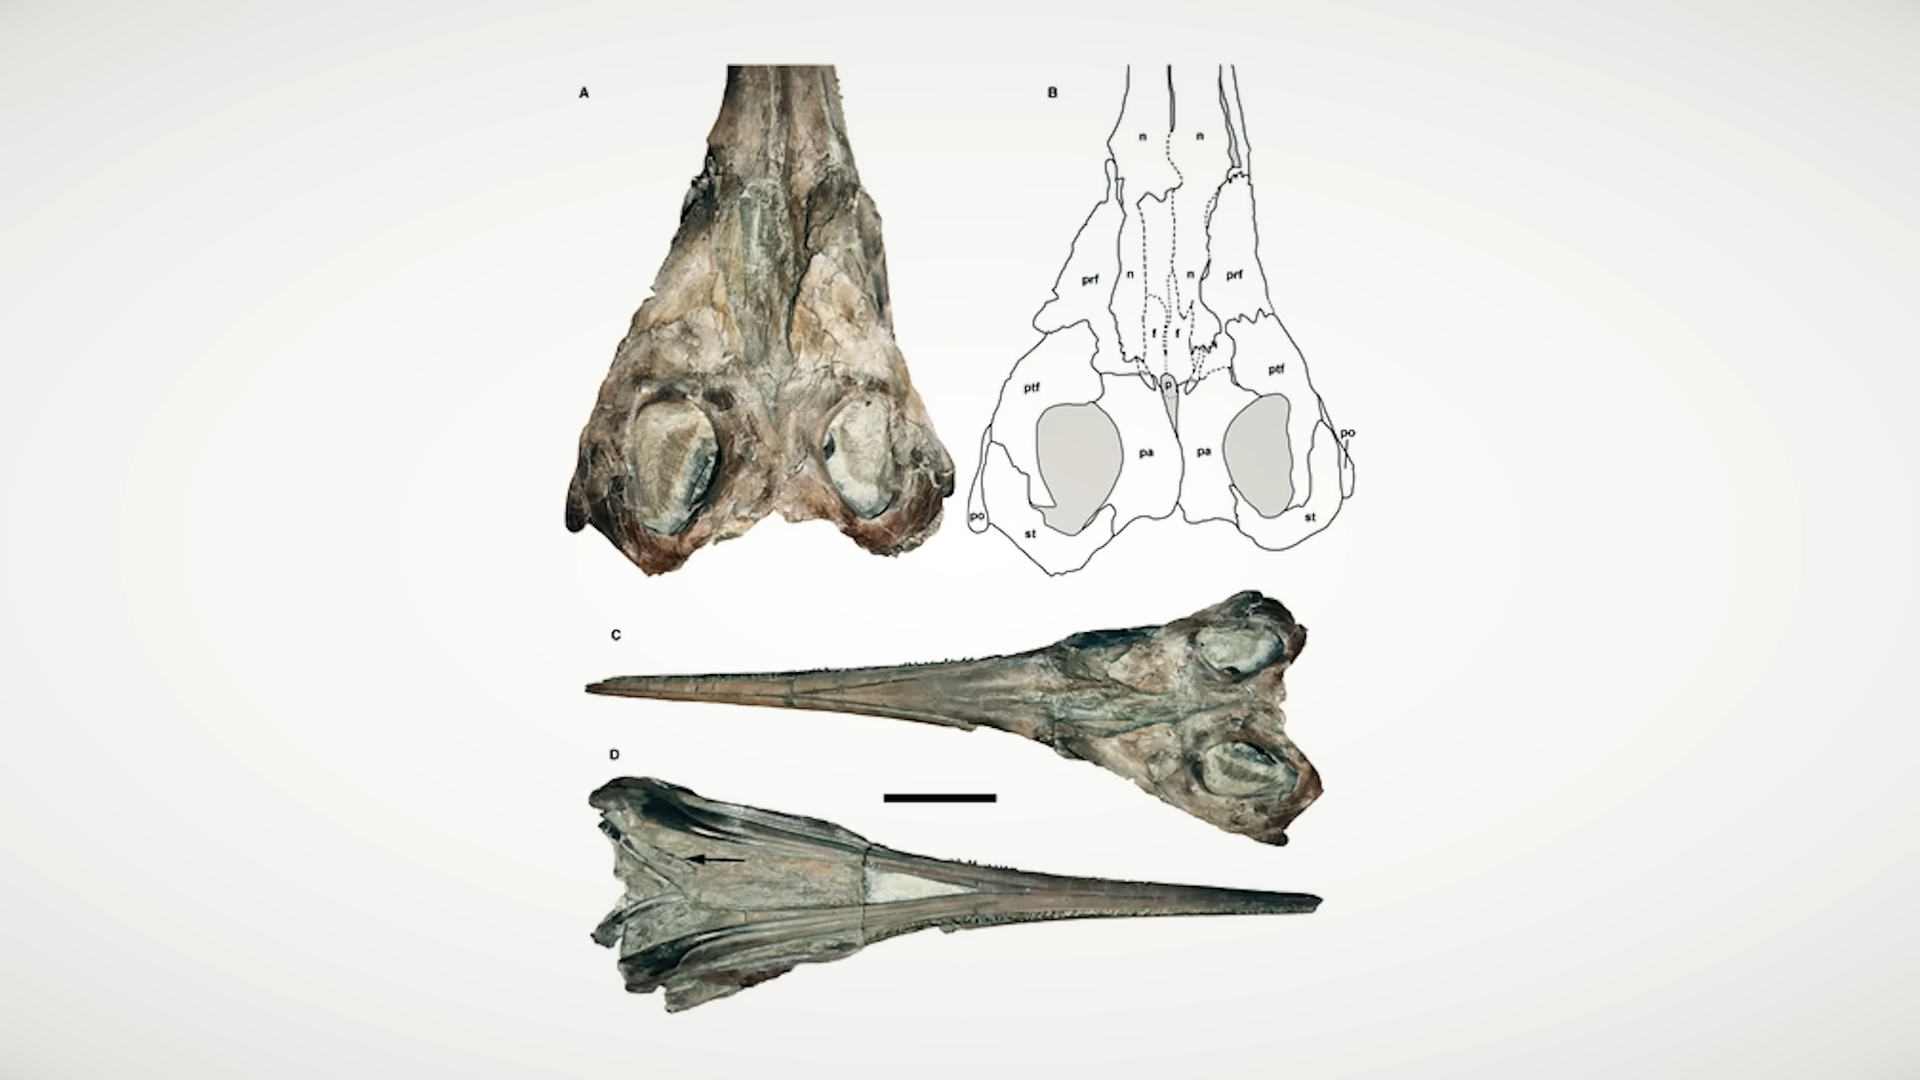 A
B
n n
prf n n prf
f f
ptf p ptf
po
pa pa
po st
st
C
D